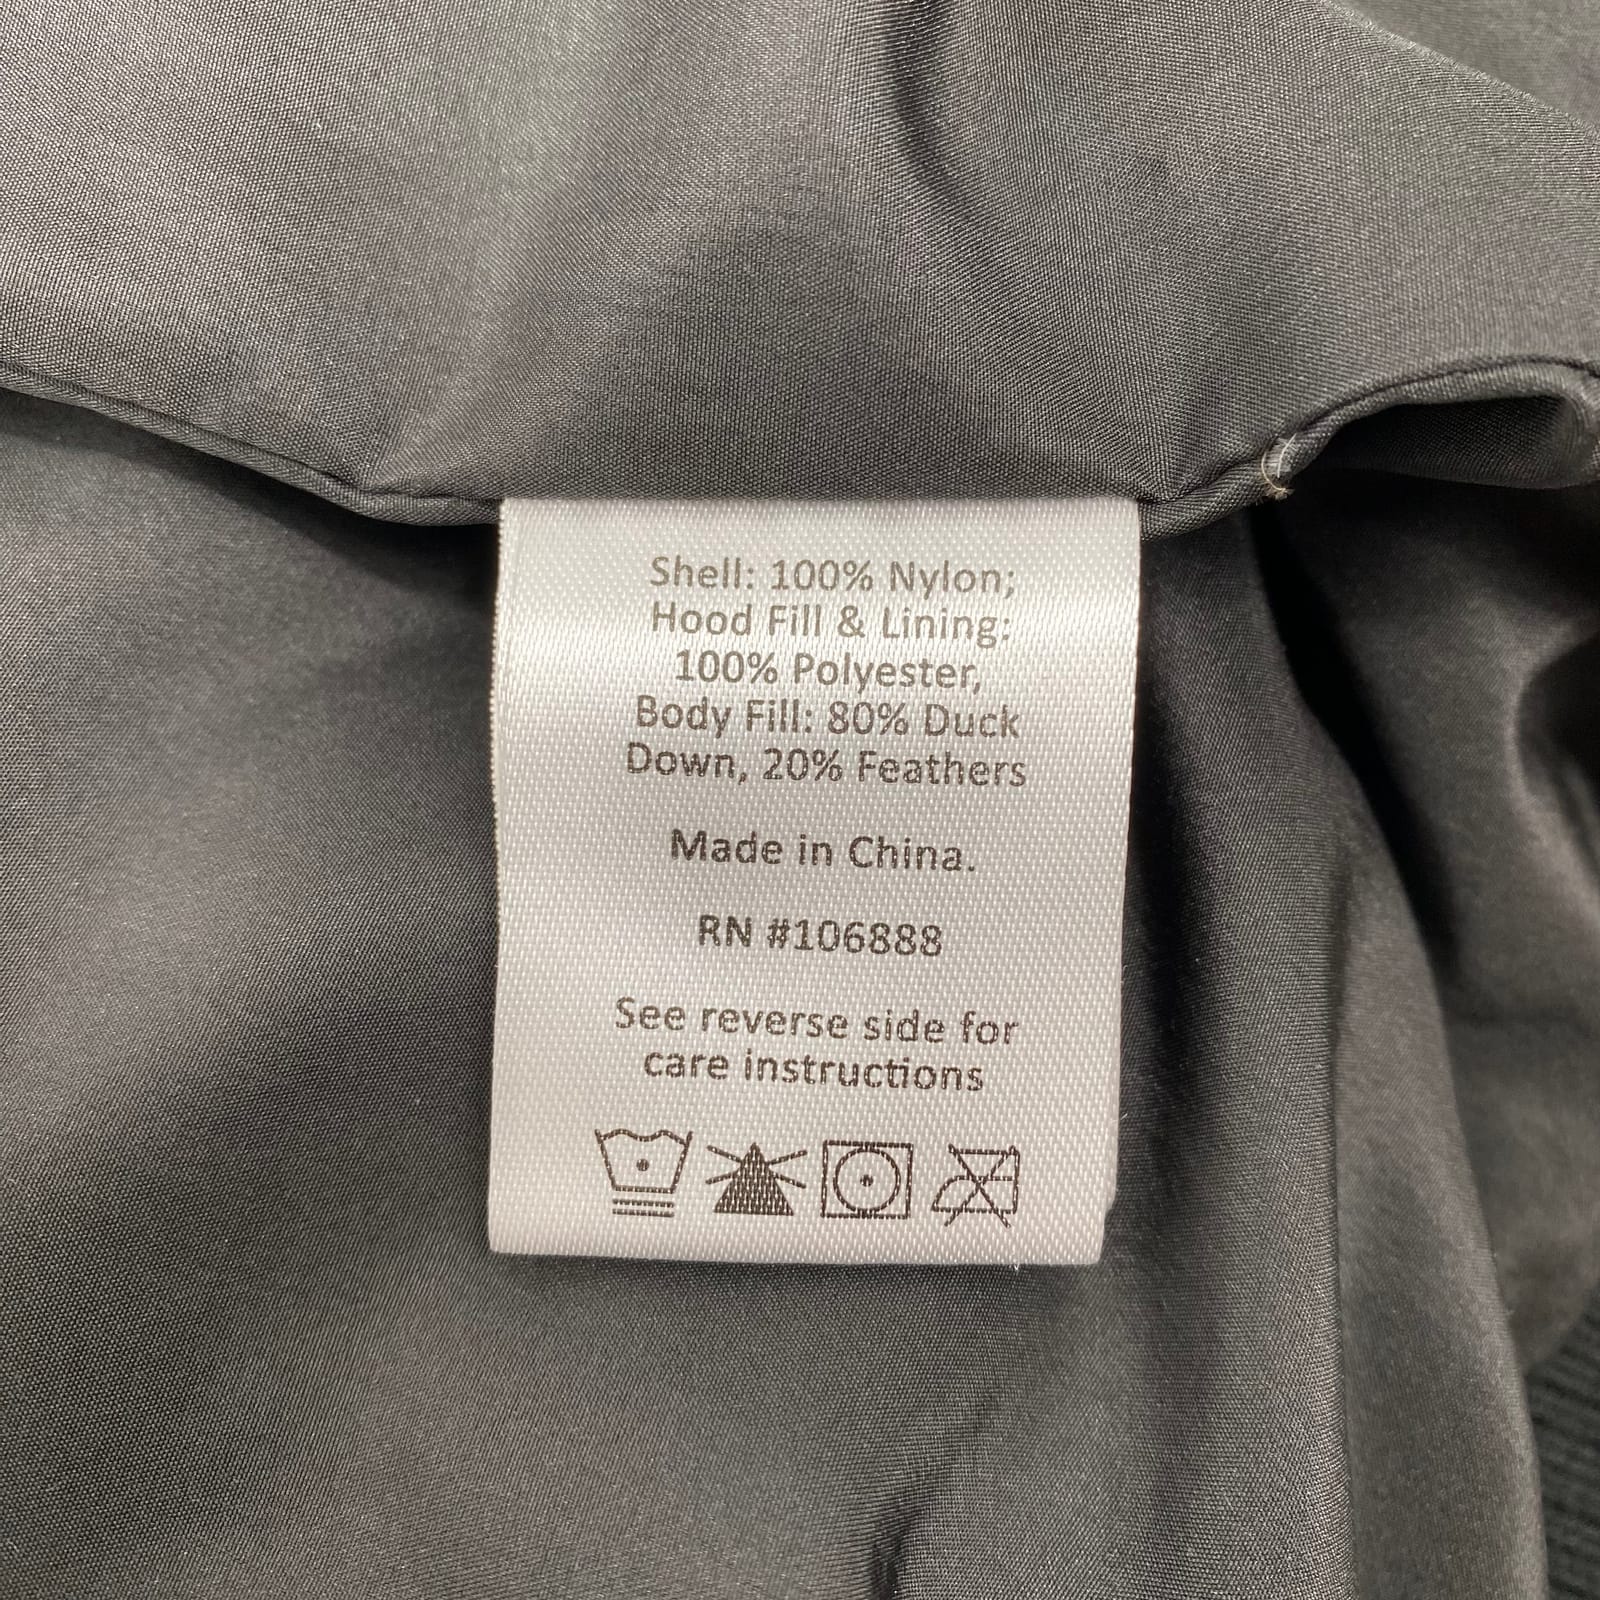 Shell: 100% Nylon;
Hood Fill & Lining:
100% Polyester,
Body Fill: 80% Duck
Down, 20% Feathers
Made in China.
RN #106888
See reverse side for
care instructions